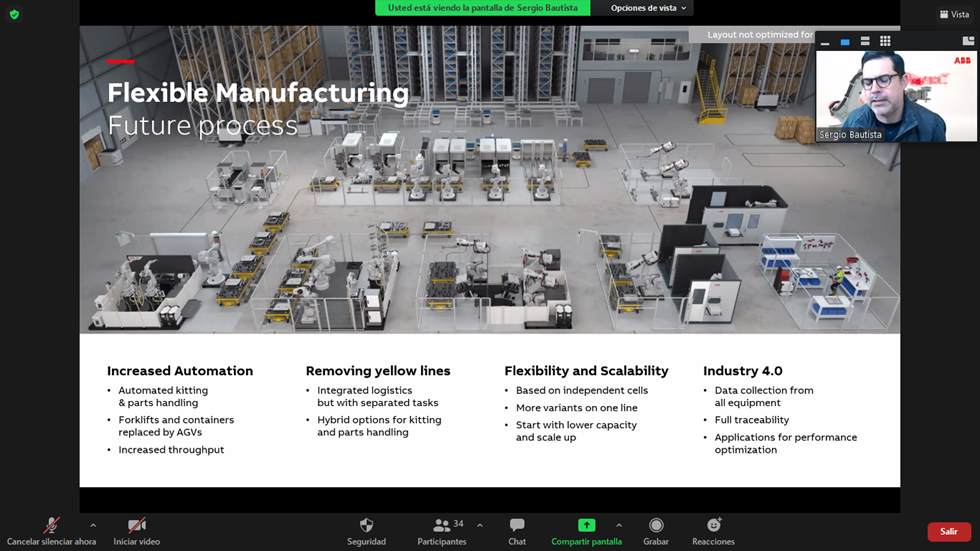 Usted está viendo la pantalla de Sergio Bautista
Opciones de vista
Vista
Layout not optimized for
ABB
Sergio Bautista
Flexible Manufacturing
Future process
Increased Automation
• Automated kitting
& parts handling
• Forklifts and containers
replaced by AGVs
• Increased throughput
Removing yellow lines
• Integrated logistics
but with separated tasks
• Hybrid options for kitting
and parts handling
Flexibility and Scalability
• Based on independent cells
• More variants on one line
• Start with lower capacity
and scale up
Industry 4.0
• Data collection from
all equipment
• Full traceability
• Applications for performance
optimization
Cancelar silenciar ahora
Iniciar video
Seguridad
34
Participantes
Chat
Compartir pantalla
Grabar
Reacciones
Salir